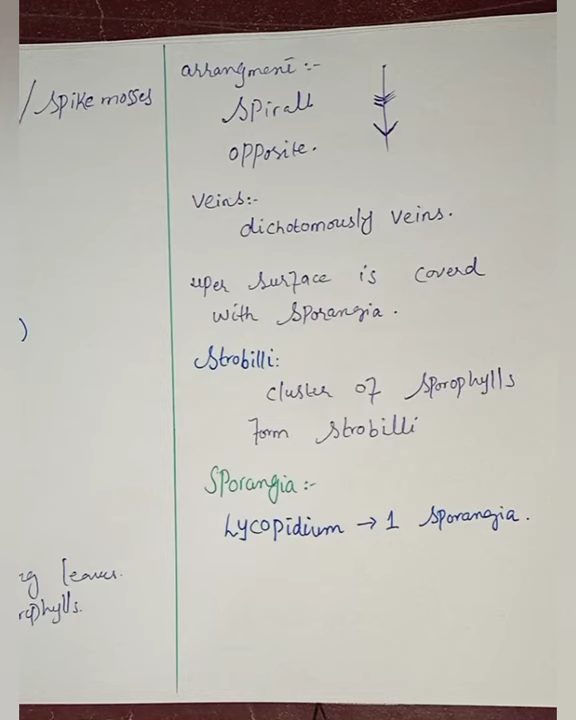 / Spike mosses
)
leaves.
arrangment :-
Spirall
opposite.
Veins:-
dichotomously veins.
uper surface is coverd
with sporangia.
Strobilli:
cluster of sporophylls
form strobilli
Sporangia :-
Lycopidium → 1 sporangia.